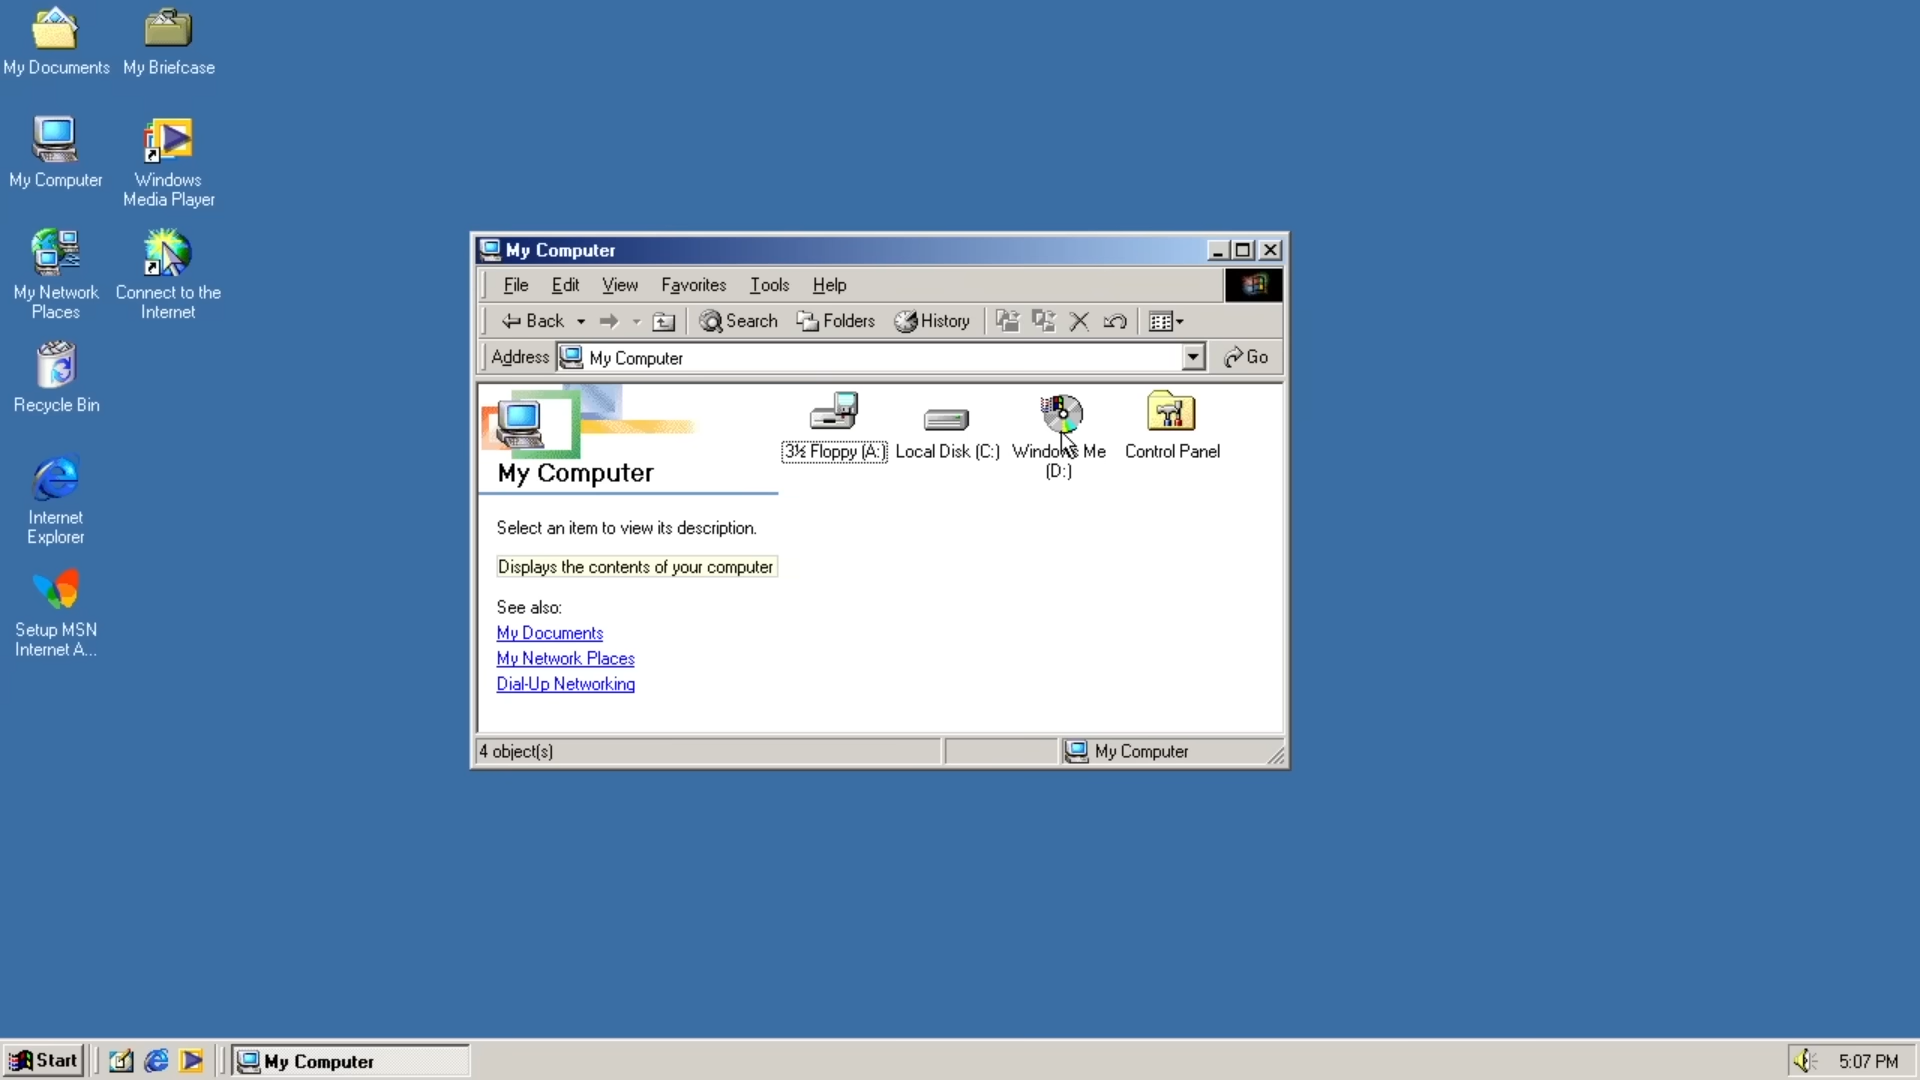 My Documents
My Briefcase
My Computer
Windows
Media Player
My Network
Places
Connect to the
Internet
Recycle Bin
Internet
Explorer
Setup MSN
Internet A...
My Computer
File Edit View Favorites Tools Help
Back Search Folders History
Address My Computer Go
3½ Floppy (A:)
Local Disk (C:)
Windows Me
(D:)
Control Panel
My Computer
Select an item to view its description.
Displays the contents of your computer
See also:
My Documents
My Network Places
Dial-Up Networking
4 object(s)
My Computer
Start
My Computer
5:07 PM